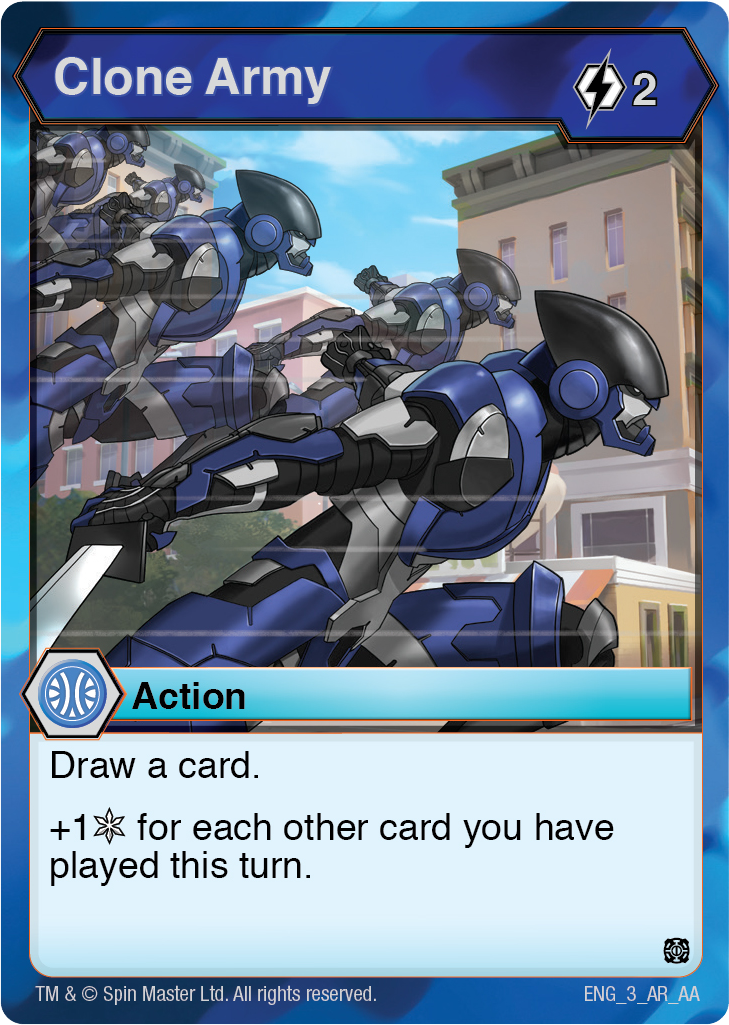 Clone Army
2
Action
Draw a card.
+1 for each other card you have
played this turn.
TM & © Spin Master Ltd. All rights reserved.
ENG_3_AR_AA